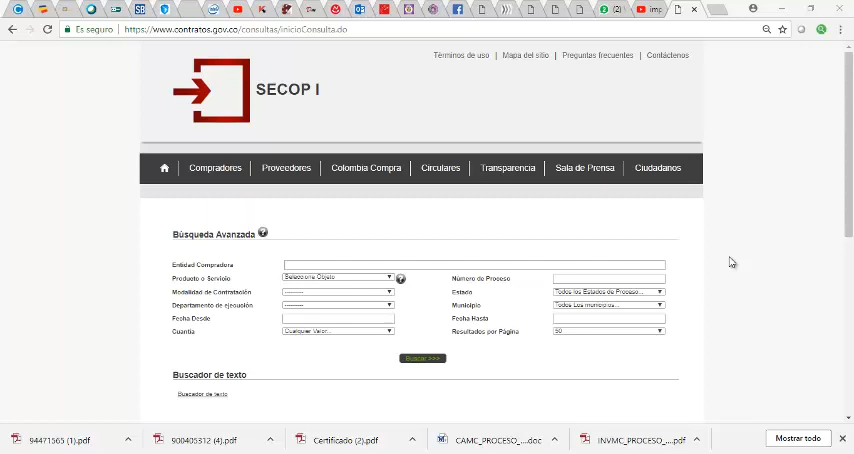 Es seguro | https://www.contratos.gov.co/consultas/inicioConsulta.do
Términos de uso | Mapa del sitio | Preguntas frecuentes | Contáctenos
SECOP I
Compradores Proveedores Colombia Compra Circulares Transparencia Sala de Prensa Ciudadanos
Búsqueda Avanzada
Entidad Compradora
Producto o Servicio Seleccione Objeto Número de Proceso
Modalidad de Contratación --------- Estado Todos los Estados de Proceso...
Departamento de ejecución --------- Municipio Todos Los municipios...
Fecha Desde Fecha Hasta
Cuantía Cualquier Valor... Resultados por Página 50
Buscar >>>
Buscador de texto
Buscador de texto
94471565 (1).pdf 900405312 (4).pdf Certificado (2).pdf CAMC_PROCESO_....doc INVMC_PROCESO_....pdf Mostrar todo